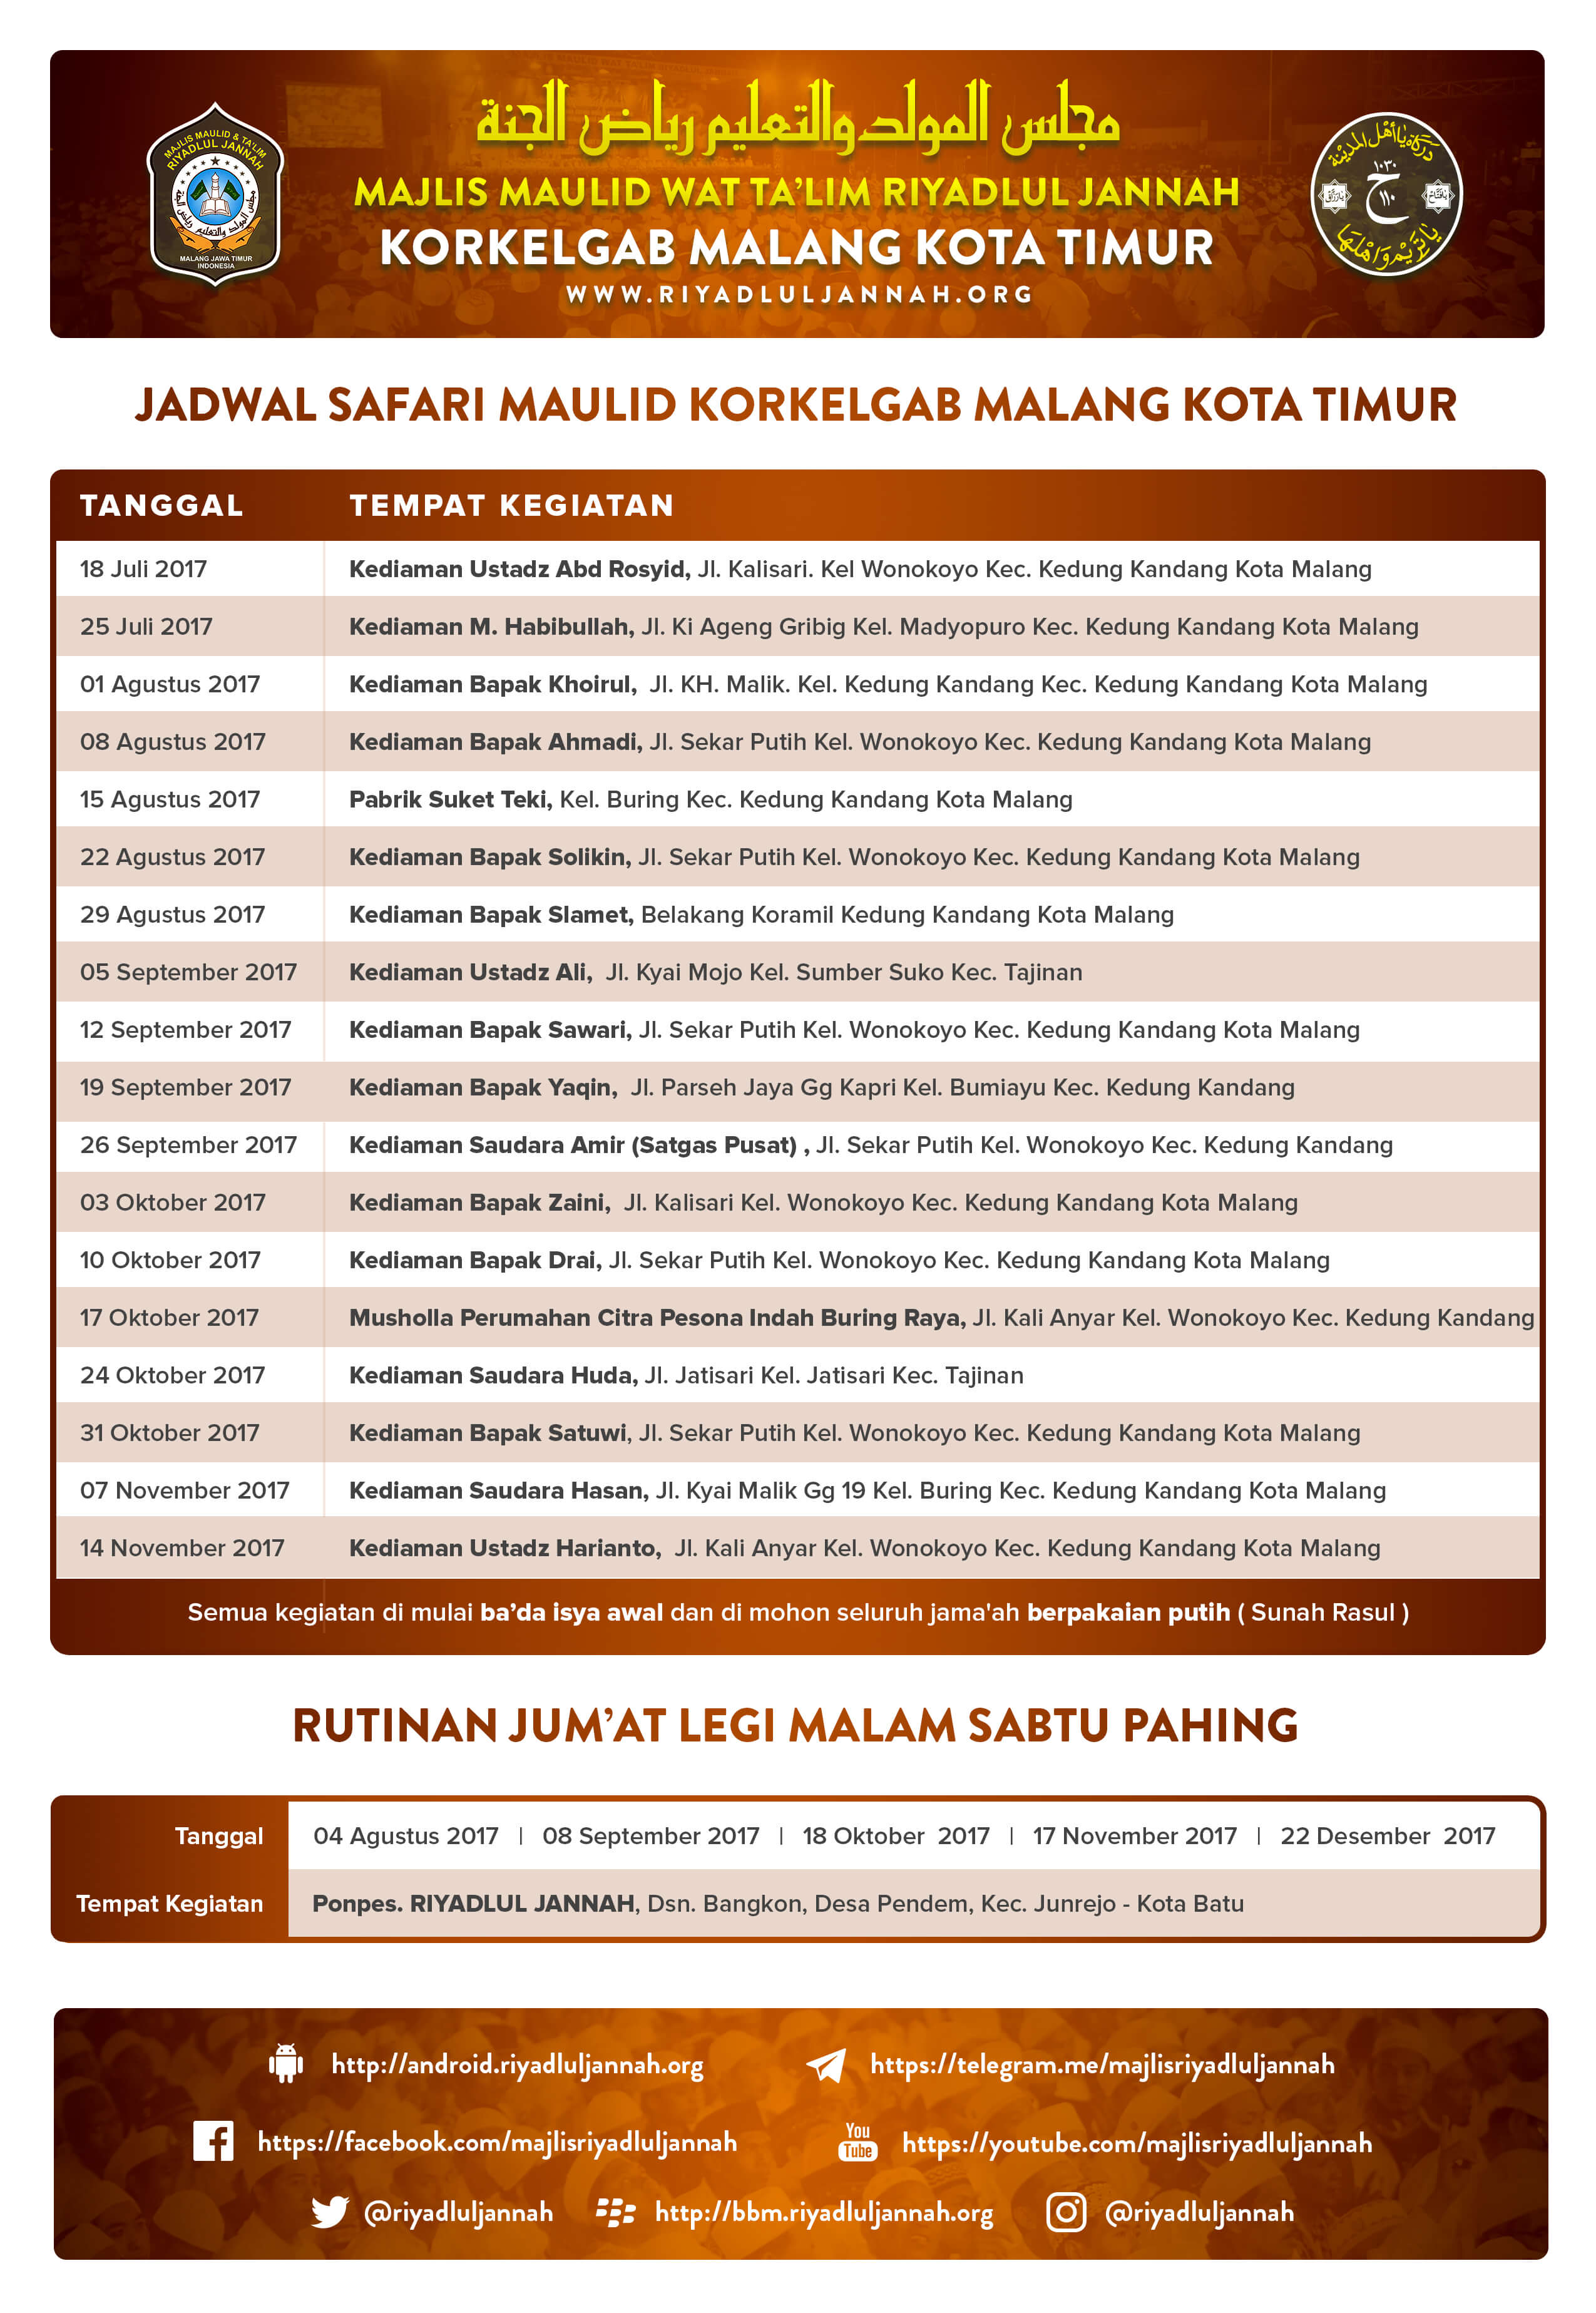 مجلس المولد والتعليم رياض الجنة
MAJLIS MAULID & TA'LIM
RIYADLUL JANNAH
MALANG JAWA TIMUR
INDONESIA
MAJLIS MAULID WAT TA'LIM RIYADLUL JANNAH
KORKELGAB MALANG KOTA TIMUR
WWW.RIYADLULJANNAH.ORG
١٠٣٠
ح
١١٠
JADWAL SAFARI MAULID KORKELGAB MALANG KOTA TIMUR
TANGGAL TEMPAT KEGIATAN
18 Juli 2017 Kediaman Ustadz Abd Rosyid, Jl. Kalisari. Kel Wonokoyo Kec. Kedung Kandang Kota Malang
25 Juli 2017 Kediaman M. Habibullah, Jl. Ki Ageng Gribig Kel. Madyopuro Kec. Kedung Kandang Kota Malang
01 Agustus 2017 Kediaman Bapak Khoirul, Jl. KH. Malik. Kel. Kedung Kandang Kec. Kedung Kandang Kota Malang
08 Agustus 2017 Kediaman Bapak Ahmadi, Jl. Sekar Putih Kel. Wonokoyo Kec. Kedung Kandang Kota Malang
15 Agustus 2017 Pabrik Suket Teki, Kel. Buring Kec. Kedung Kandang Kota Malang
22 Agustus 2017 Kediaman Bapak Solikin, Jl. Sekar Putih Kel. Wonokoyo Kec. Kedung Kandang Kota Malang
29 Agustus 2017 Kediaman Bapak Slamet, Belakang Koramil Kedung Kandang Kota Malang
05 September 2017 Kediaman Ustadz Ali, Jl. Kyai Mojo Kel. Sumber Suko Kec. Tajinan
12 September 2017 Kediaman Bapak Sawari, Jl. Sekar Putih Kel. Wonokoyo Kec. Kedung Kandang Kota Malang
19 September 2017 Kediaman Bapak Yaqin, Jl. Parseh Jaya Gg Kapri Kel. Bumiayu Kec. Kedung Kandang
26 September 2017 Kediaman Saudara Amir (Satgas Pusat) , Jl. Sekar Putih Kel. Wonokoyo Kec. Kedung Kandang
03 Oktober 2017 Kediaman Bapak Zaini, Jl. Kalisari Kel. Wonokoyo Kec. Kedung Kandang Kota Malang
10 Oktober 2017 Kediaman Bapak Drai, Jl. Sekar Putih Kel. Wonokoyo Kec. Kedung Kandang Kota Malang
17 Oktober 2017 Musholla Perumahan Citra Pesona Indah Buring Raya, Jl. Kali Anyar Kel. Wonokoyo Kec. Kedung Kandang
24 Oktober 2017 Kediaman Saudara Huda, Jl. Jatisari Kel. Jatisari Kec. Tajinan
31 Oktober 2017 Kediaman Bapak Satuwi, Jl. Sekar Putih Kel. Wonokoyo Kec. Kedung Kandang Kota Malang
07 November 2017 Kediaman Saudara Hasan, Jl. Kyai Malik Gg 19 Kel. Buring Kec. Kedung Kandang Kota Malang
14 November 2017 Kediaman Ustadz Harianto, Jl. Kali Anyar Kel. Wonokoyo Kec. Kedung Kandang Kota Malang
Semua kegiatan di mulai ba'da isya awal dan di mohon seluruh jama'ah berpakaian putih ( Sunah Rasul )
RUTINAN JUM'AT LEGI MALAM SABTU PAHING
Tanggal 04 Agustus 2017 | 08 September 2017 | 18 Oktober 2017 | 17 November 2017 | 22 Desember 2017
Tempat Kegiatan Ponpes. RIYADLUL JANNAH, Dsn. Bangkon, Desa Pendem, Kec. Junrejo - Kota Batu
http://android.riyadluljannah.org https://telegram.me/majlisriyadluljannah
https://facebook.com/majlisriyadluljannah You Tube https://youtube.com/majlisriyadluljannah
@riyadluljannah http://bbm.riyadluljannah.org @riyadluljannah